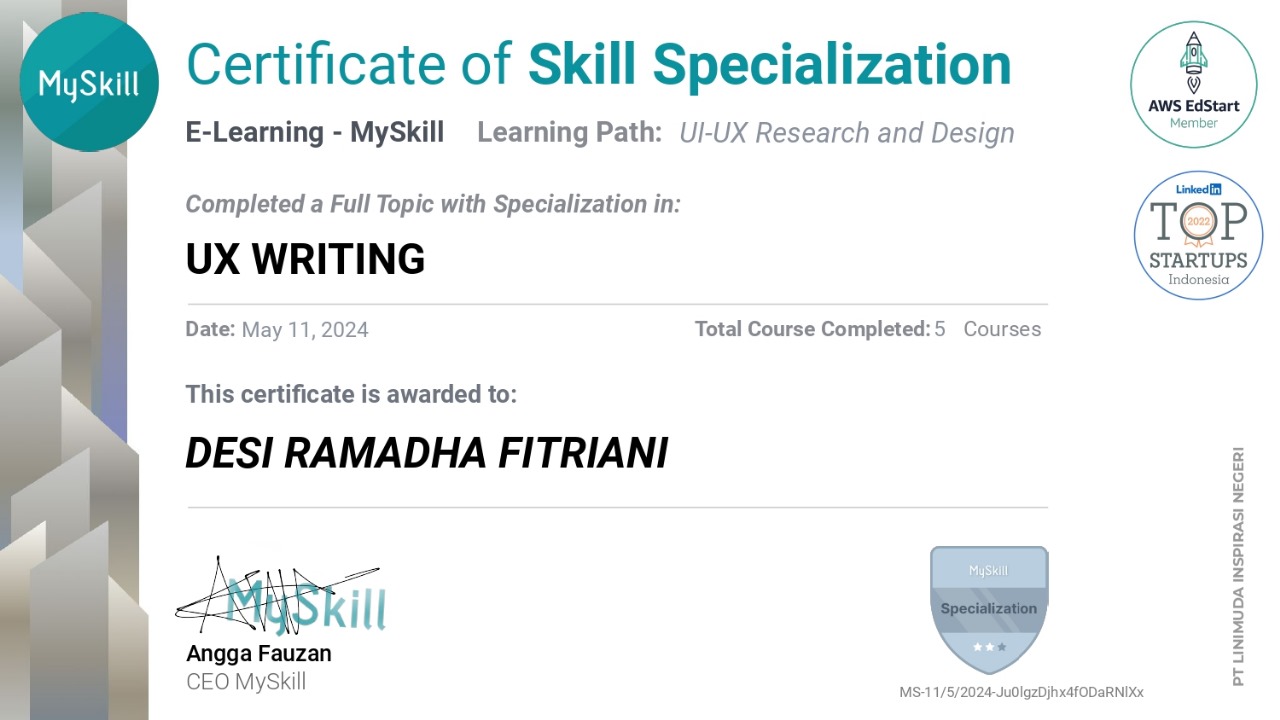 MySkill
Certificate of Skill Specialization
E-Learning - MySkill Learning Path: UI-UX Research and Design
Completed a Full Topic with Specialization in:
UX WRITING
Date: May 11, 2024 Total Course Completed: 5 Courses
This certificate is awarded to:
DESI RAMADHA FITRIANI
MySkill
Angga Fauzan
CEO MySkill
MySkill
Specialization
MS-11/5/2024-Ju0lgzDjhx4fODaRNlXx
AWS EdStart
Member
LinkedIn
TOP
2022
STARTUPS
Indonesia
PT LINIMUDA INSPIRASI NEGERI